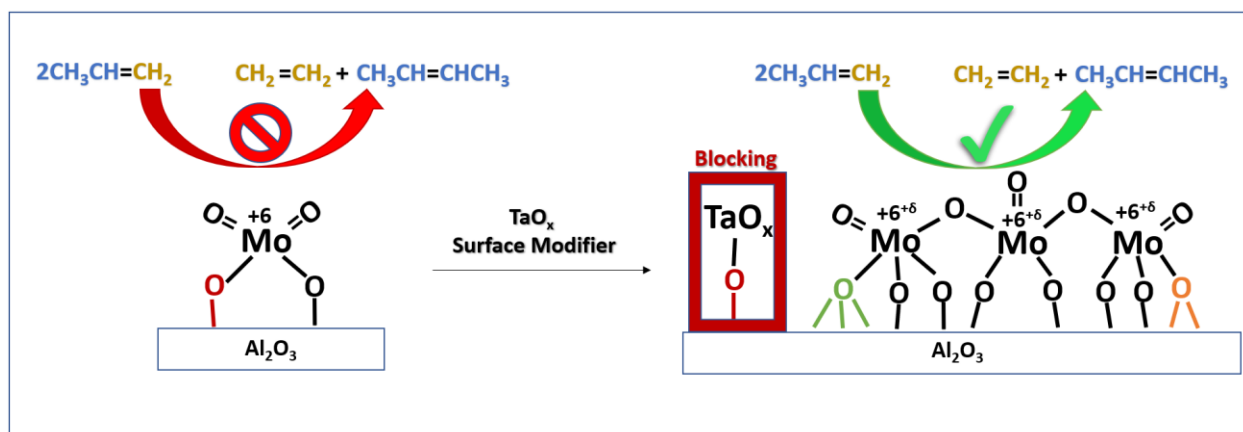 2CH₃CH=CH₂ CH₂=CH₂ + CH₃CH=CHCH₃
O O
+6
Mo
O O
Al₂O₃
TaOₓ
Surface Modifier
2CH₃CH=CH₂ CH₂=CH₂ + CH₃CH=CHCH₃
Blocking
TaOₓ
O
O O O O O
+6⁺ᵟ +6⁺ᵟ +6⁺ᵟ
Mo Mo Mo
O O O O O O O O
Al₂O₃